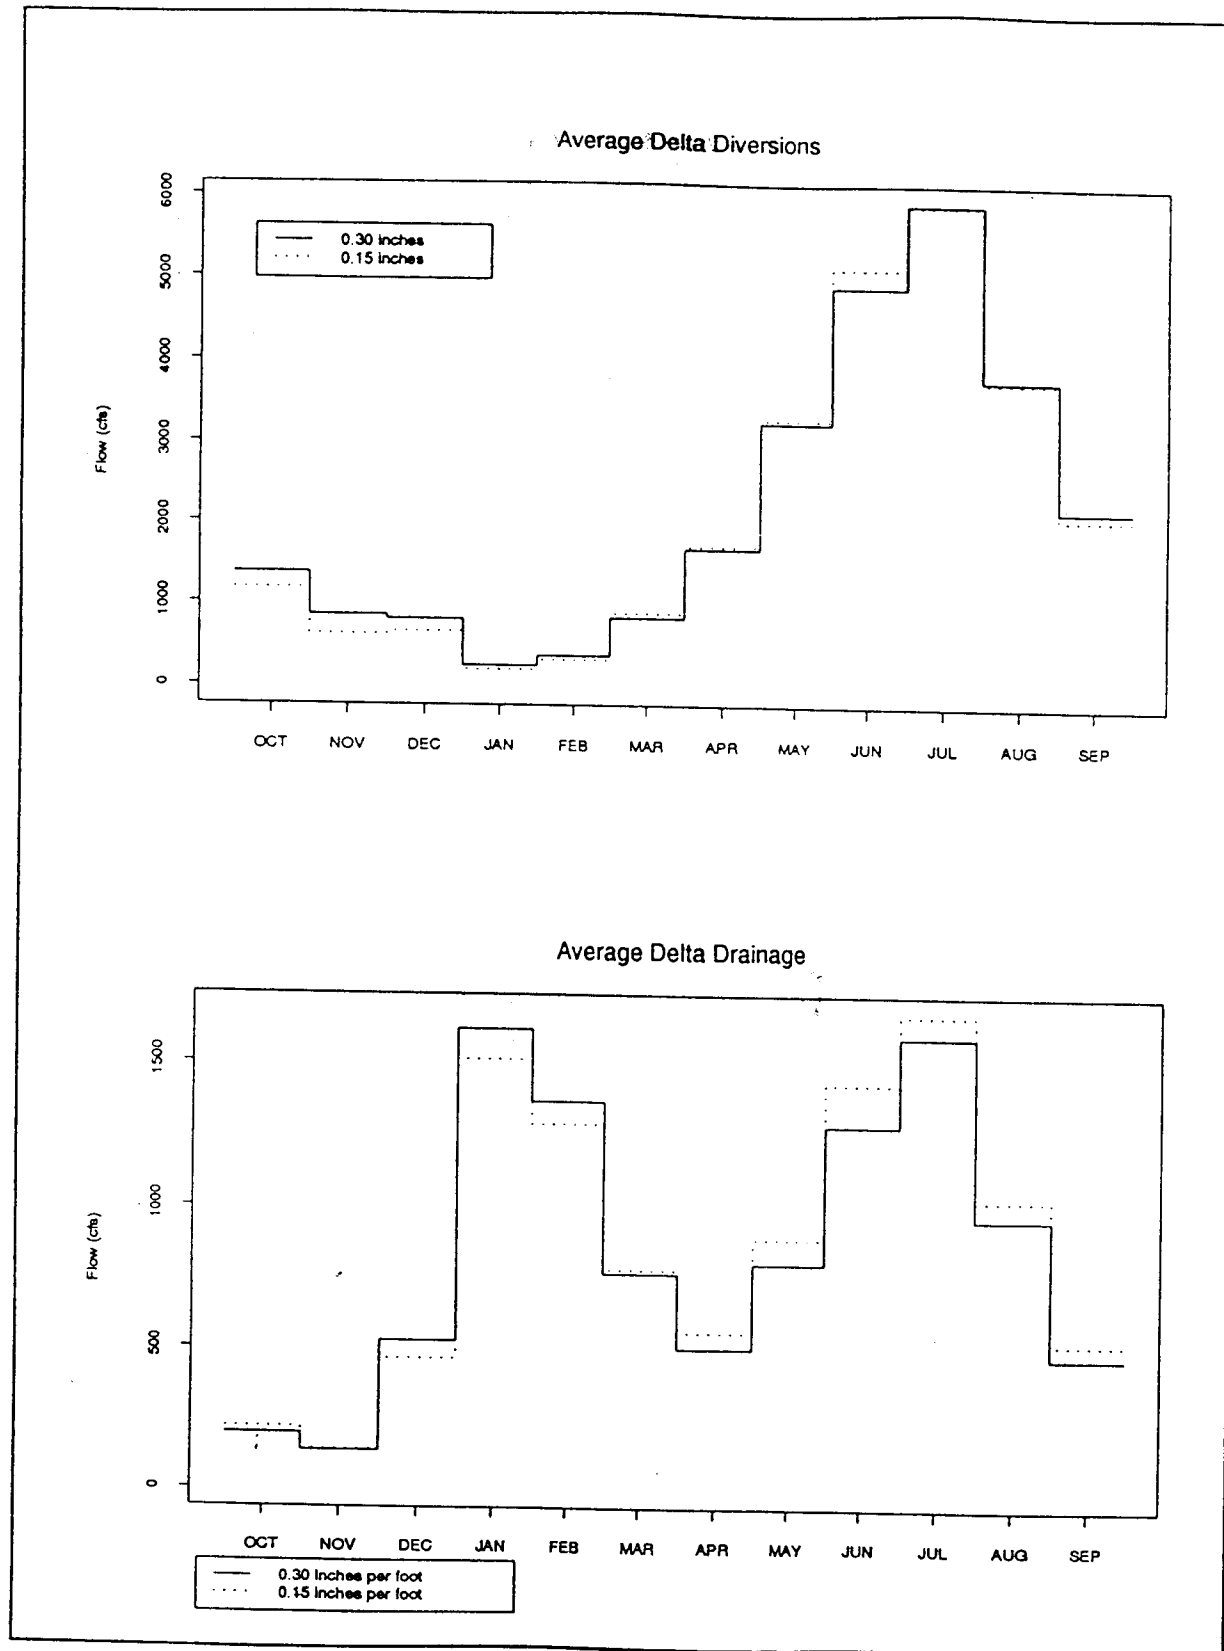 Average Delta Diversions
0.30 inches
0.15 inches
Flow (cfs)
6000
5000
4000
3000
2000
1000
0
OCT NOV DEC JAN FEB MAR APR MAY JUN JUL AUG SEP
Average Delta Drainage
Flow (cfs)
1500
1000
500
0
OCT NOV DEC JAN FEB MAR APR MAY JUN JUL AUG SEP
0.30 Inches per foot
0.15 Inches per foot